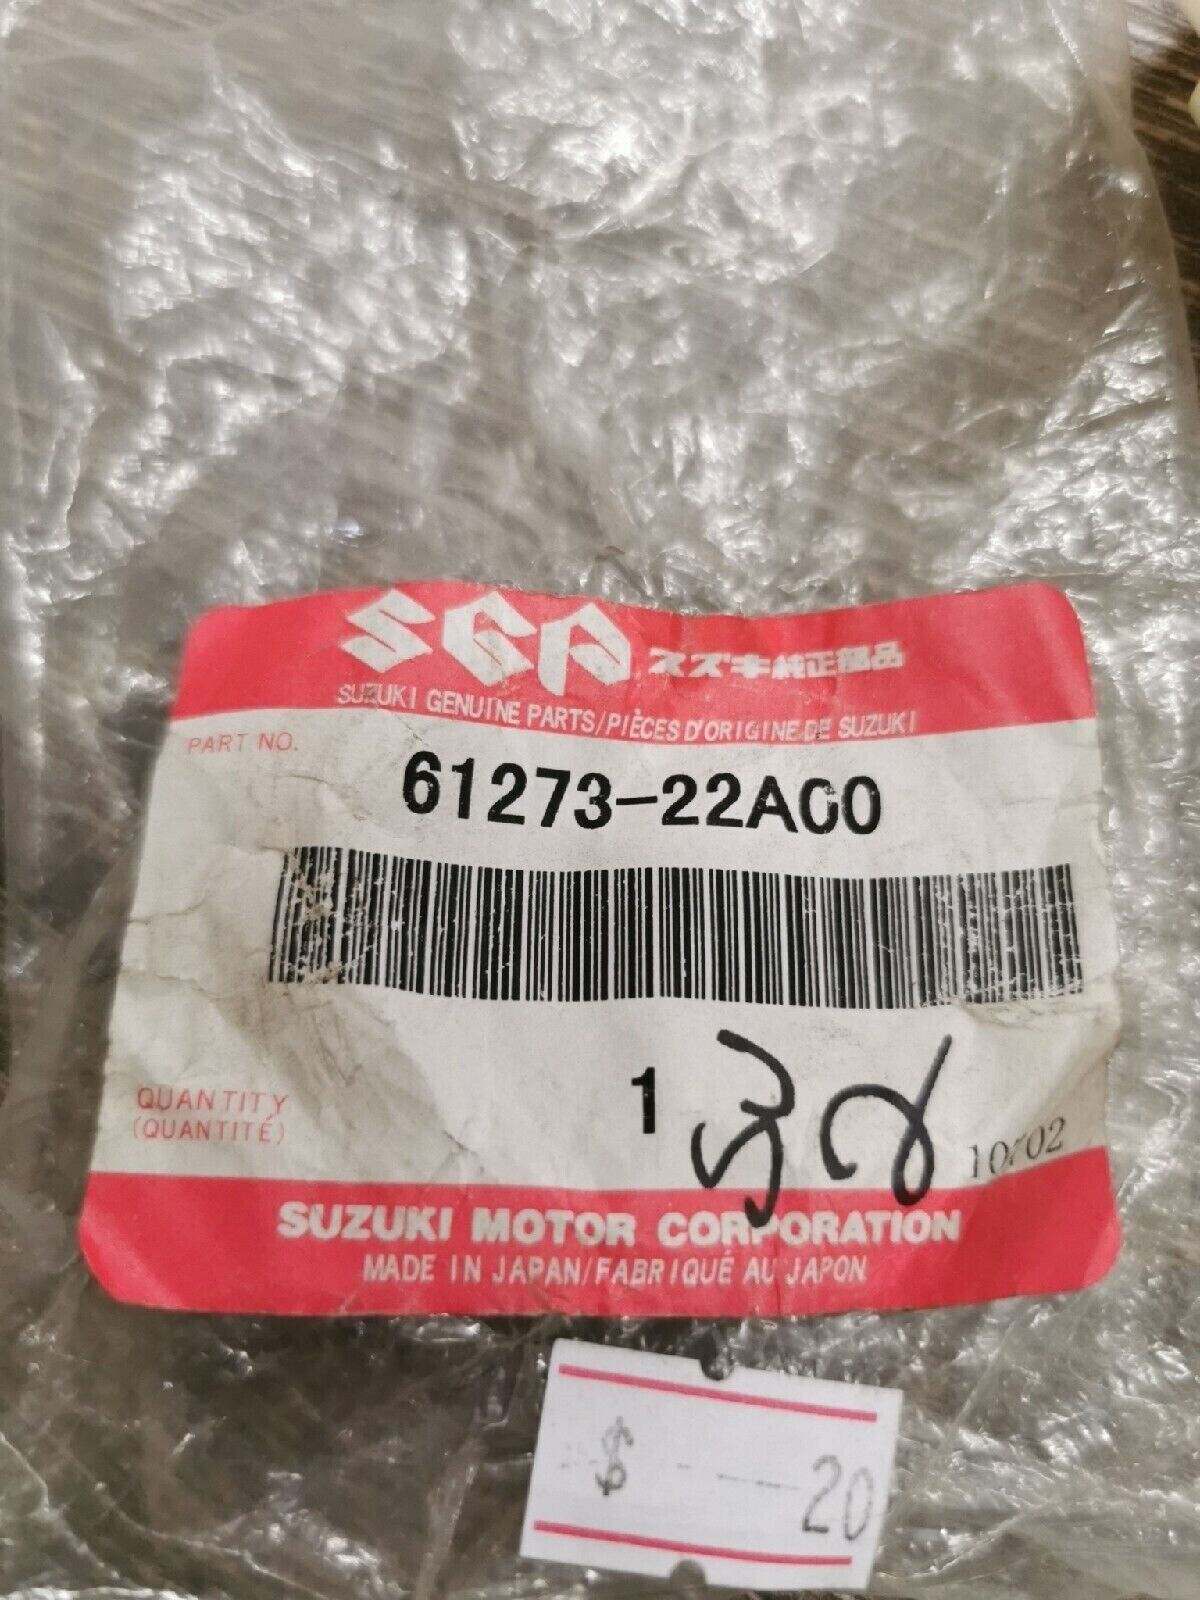 SGP スズキ純正部品
SUZUKI GENUINE PARTS/PIÈCES D'ORIGINE DE SUZUKI
PART NO.
61273-22A00
1
QUANTITY
(QUANTITÉ)
10702
SUZUKI MOTOR CORPORATION
MADE IN JAPAN/FABRIQUÉ AU JAPON
$ 20